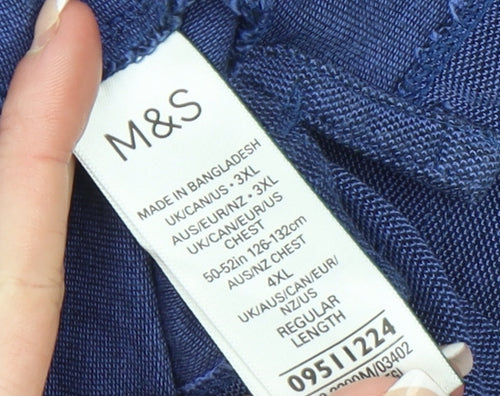 M&S
MADE IN BANGLADESH
UK/CAN/US • 3XL
AUS/EUR/NZ • 3XL
UK/CAN/EUR/US
CHEST
50-52in 126-132cm
AUS/NZ CHEST
4XL
UK/AUS/CAN/EUR/
NZ/US
REGULAR
LENGTH
09511224
/03402